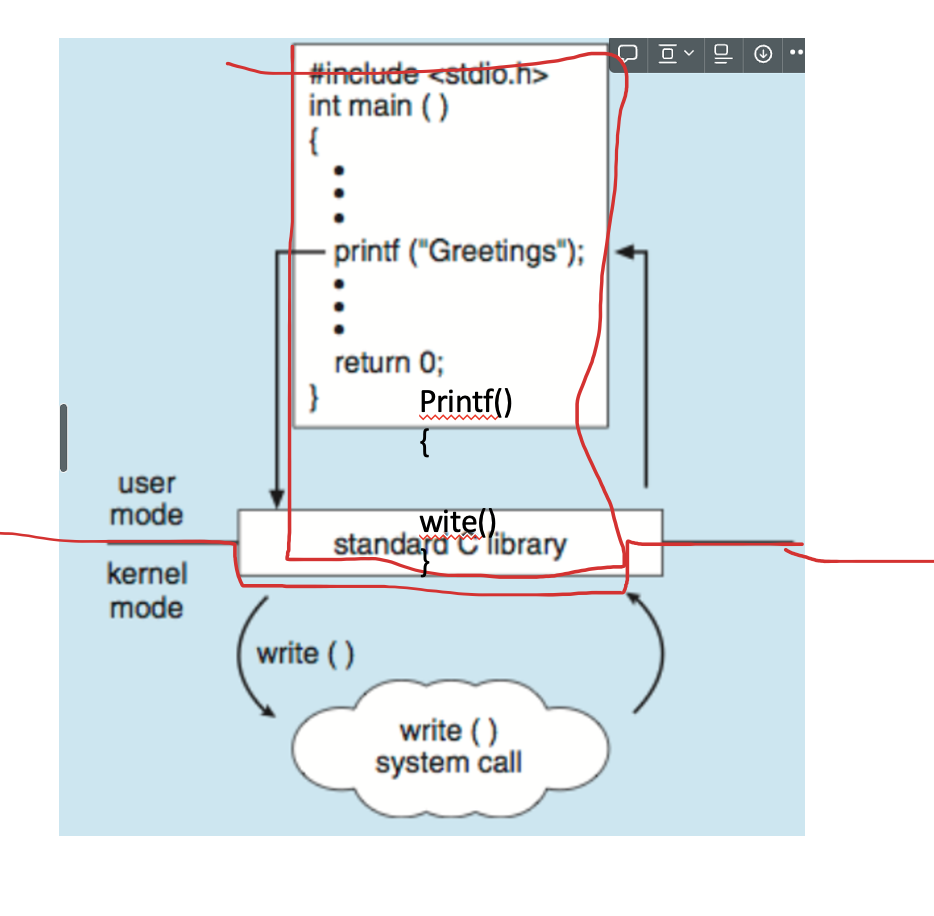 #include <stdio.h>
int main ( )
{
•
•
•
printf ("Greetings");
•
•
•
return 0;
}
Printf()
{
user
mode
wite()
standard C library
}
kernel
mode
write ( )
write ( )
system call